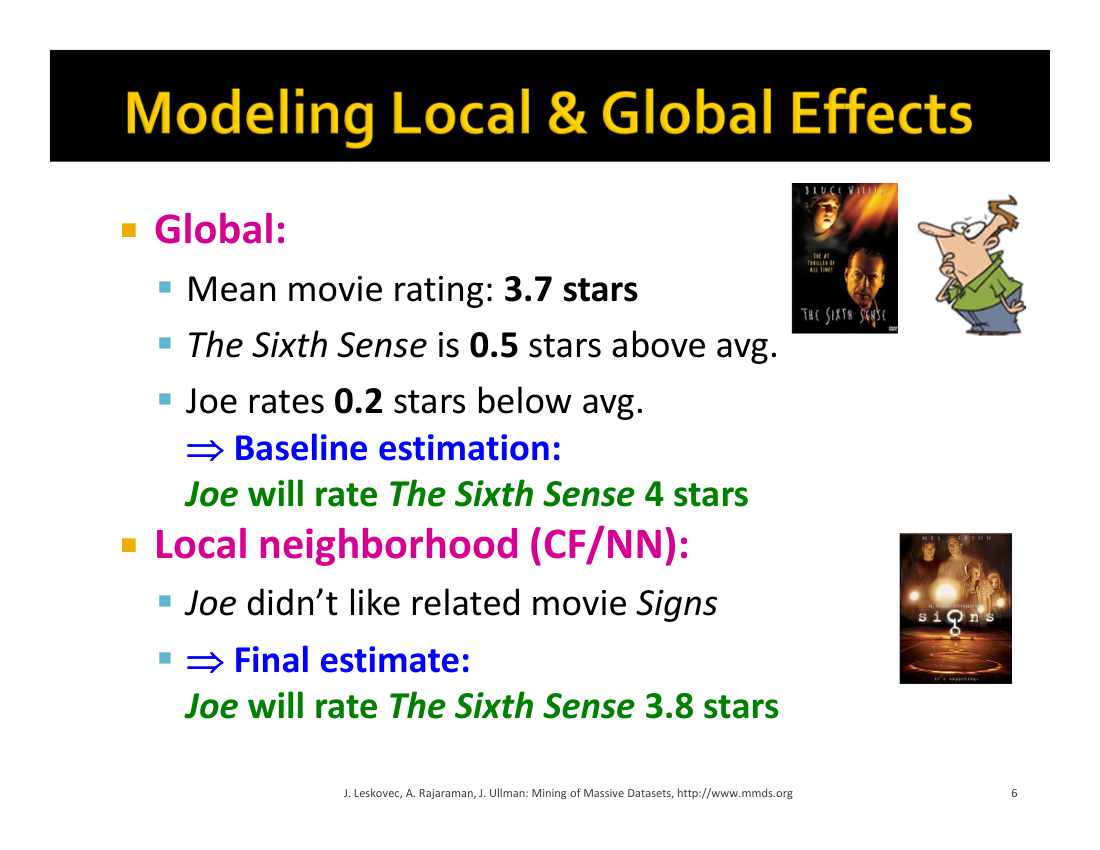 Modeling Local & Global Effects
Global:
Mean movie rating: 3.7 stars
The Sixth Sense is 0.5 stars above avg.
Joe rates 0.2 stars below avg.
⇒ Baseline estimation:
Joe will rate The Sixth Sense 4 stars
BRUCE WILLIS
THE #1
THRILLER OF
ALL TIME!
THE SIXTH SENSE
Local neighborhood (CF/NN):
Joe didn't like related movie Signs
⇒ Final estimate:
Joe will rate The Sixth Sense 3.8 stars
MEL GIBSON
signs
It's happening.
J. Leskovec, A. Rajaraman, J. Ullman: Mining of Massive Datasets, http://www.mmds.org
6